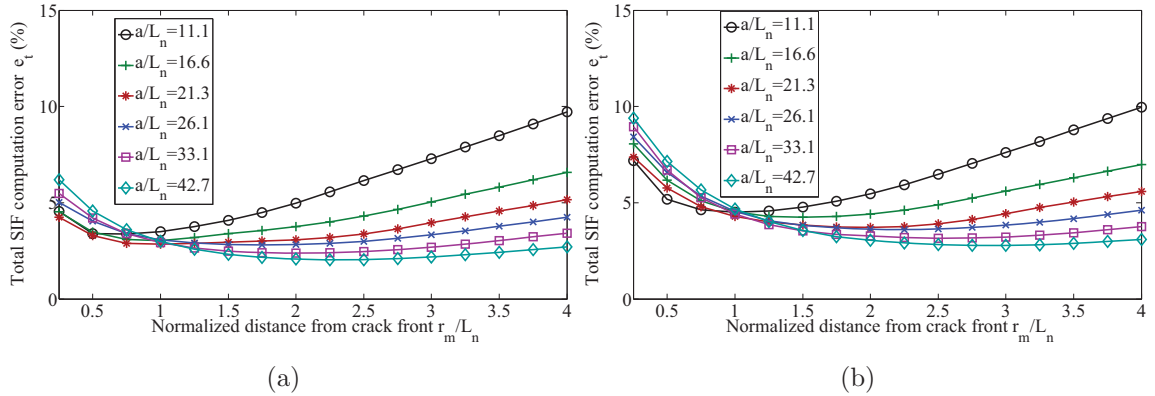 15
10
5
0
Total SIF computation error e_t (%)
a/L_n=11.1
a/L_n=16.6
a/L_n=21.3
a/L_n=26.1
a/L_n=33.1
a/L_n=42.7
0.5 1 1.5 2 2.5 3 3.5 4
Normalized distance from crack front r_m/L_n
(a)
15
10
5
0
Total SIF computation error e_t (%)
a/L_n=11.1
a/L_n=16.6
a/L_n=21.3
a/L_n=26.1
a/L_n=33.1
a/L_n=42.7
0.5 1 1.5 2 2.5 3 3.5 4
Normalized distance from crack front r_m/L_n
(b)